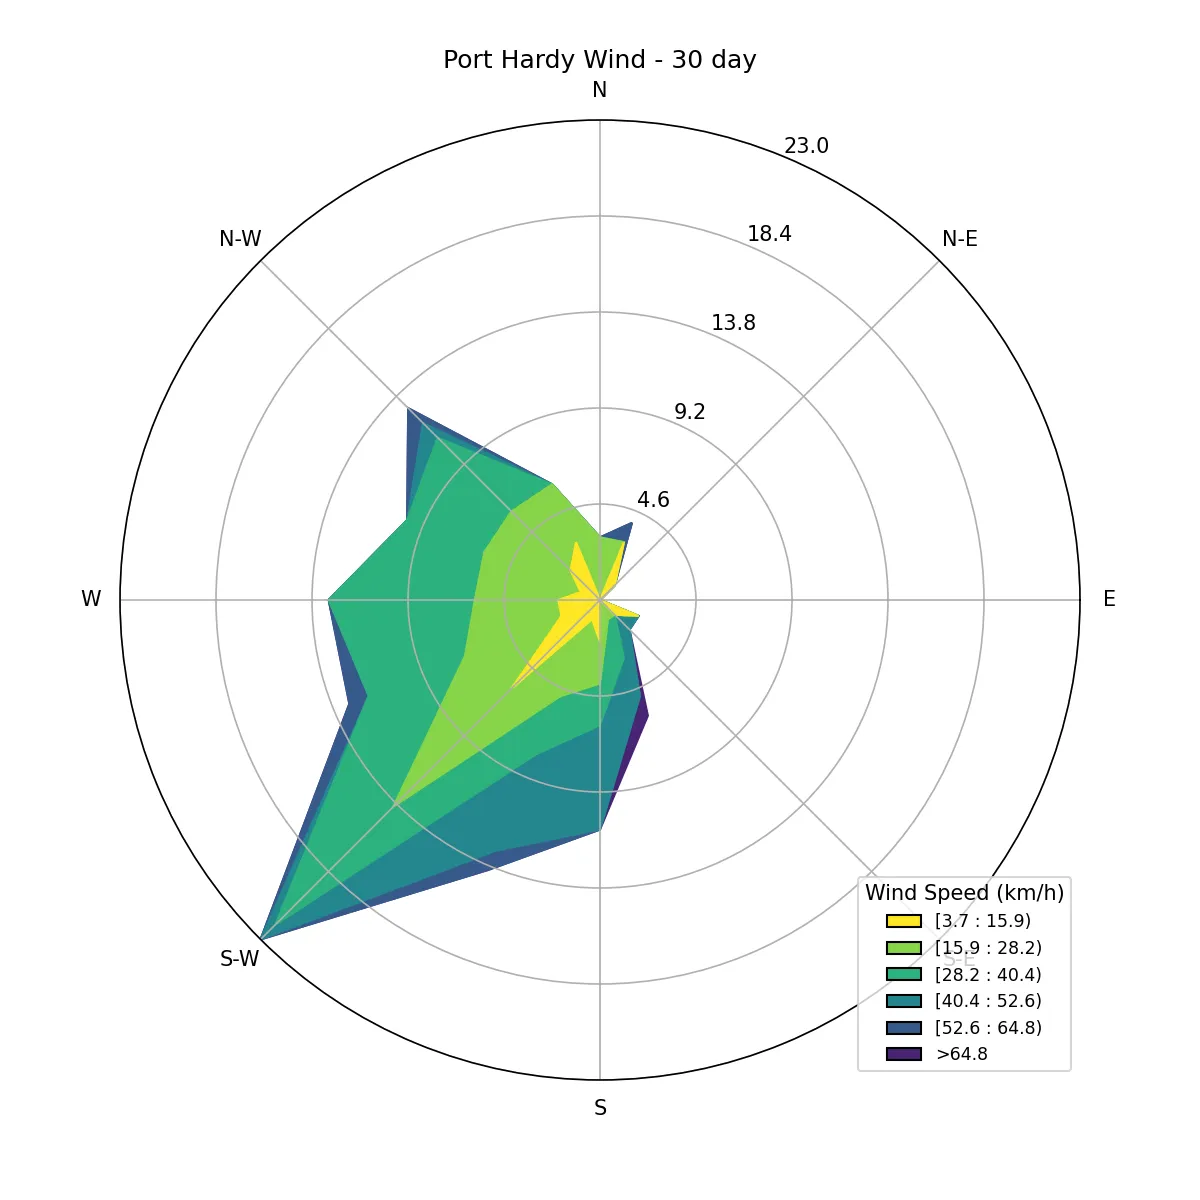 Port Hardy Wind - 30 day
N
23.0
N-W
N-E
18.4
13.8
9.2
4.6
W
E
S-W
S-E
S
Wind Speed (km/h)
[3.7 : 15.9)
[15.9 : 28.2)
[28.2 : 40.4)
[40.4 : 52.6)
[52.6 : 64.8)
>64.8